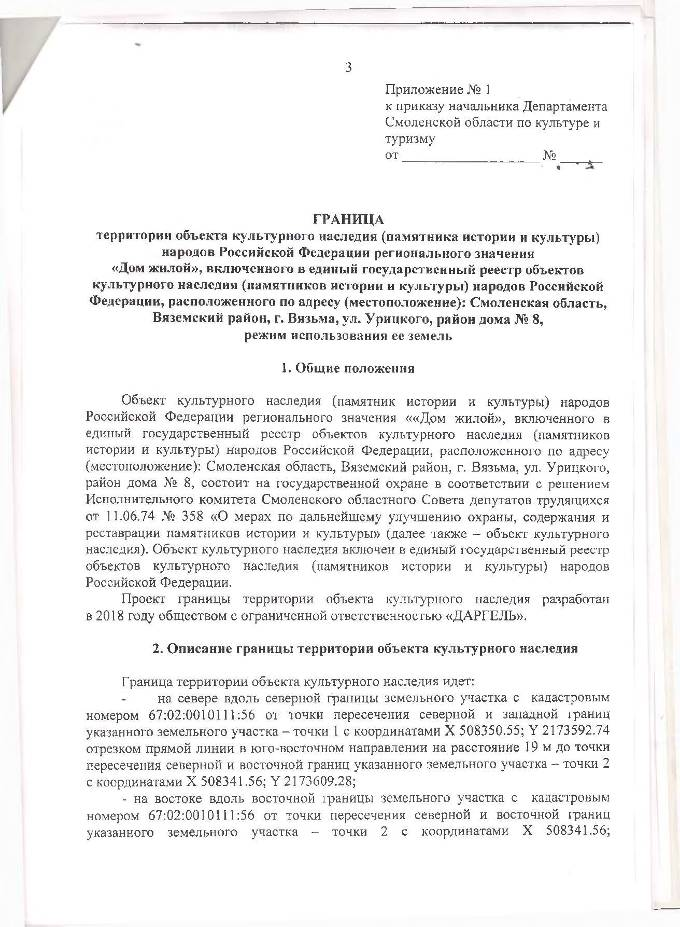 3
Приложение № 1
к приказу начальника Департамента
Смоленской области по культуре и
туризму
от ____________________ № ______
ГРАНИЦА
территории объекта культурного наследия (памятника истории и культуры)
народов Российской Федерации регионального значения
«Дом жилой», включенного в единый государственный реестр объектов
культурного наследия (памятников истории и культуры) народов Российской
Федерации, расположенного по адресу (местоположение): Смоленская область,
Вяземский район, г. Вязьма, ул. Урицкого, район дома № 8,
режим использования ее земель
1. Общие положения
Объект культурного наследия (памятник истории и культуры) народов
Российской Федерации регионального значения ««Дом жилой», включенного в
единый государственный реестр объектов культурного наследия (памятников
истории и культуры) народов Российской Федерации, расположенного по адресу
(местоположение): Смоленская область, Вяземский район, г. Вязьма, ул. Урицкого,
район дома № 8, состоит на государственной охране в соответствии с решением
Исполнительного комитета Смоленского областного Совета депутатов трудящихся
от 11.06.74 № 358 «О мерах по дальнейшему улучшению охраны, содержания и
реставрации памятников истории и культуры» (далее также – объект культурного
наследия). Объект культурного наследия включен в единый государственный реестр
объектов культурного наследия (памятников истории и культуры) народов
Российской Федерации.
Проект границы территории объекта культурного наследия разработан
в 2018 году обществом с ограниченной ответственностью «ДАРГЕЛЬ».
2. Описание границы территории объекта культурного наследия
Граница территории объекта культурного наследия идет:
- на севере вдоль северной границы земельного участка с кадастровым
номером 67:02:0010111:56 от точки пересечения северной и западной границ
указанного земельного участка – точки 1 с координатами X 508350.55; Y 2173592.74
отрезком прямой линии в юго-восточном направлении на расстояние 19 м до точки
пересечения северной и восточной границ указанного земельного участка – точки 2
с координатами X 508341.56; Y 2173609.28;
- на востоке вдоль восточной границы земельного участка с кадастровым
номером 67:02:0010111:56 от точки пересечения северной и восточной границ
указанного земельного участка – точки 2 с координатами X 508341.56;